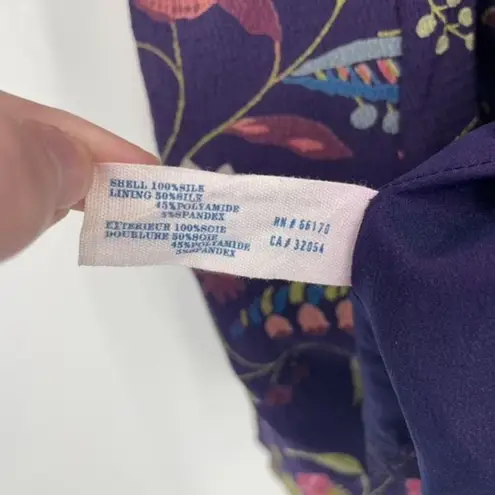 SHELL 100%SILK
LINING 50%SILK
45%POLYAMIDE
5%SPANDEX
EXTERIEUR 100%SOIE
DOUBLURE 50%SOIE
45%POLYAMIDE
5%SPANDEX
RN # 66170
CA # 32054